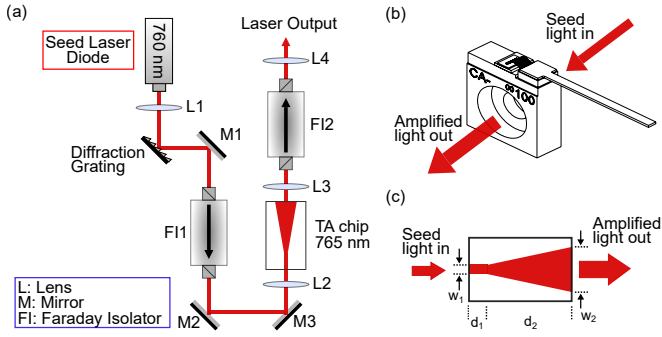 (a)
Seed Laser
Diode
760 nm
Laser Output
L4
L1
M1
FI2
Diffraction
Grating
L3
FI1
TA chip
765 nm
L2
L: Lens
M: Mirror
FI: Faraday Isolator
M2
M3
(b)
Seed
light in
Amplified
light out
100
(c)
Seed
light in
Amplified
light out
w₁
w₂
d₁
d₂